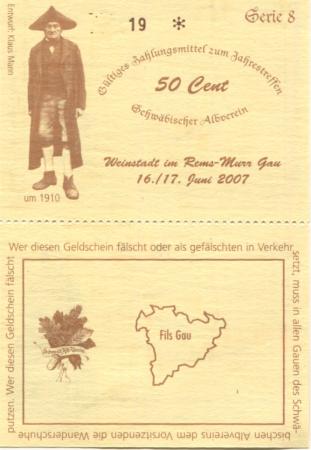 Entwurf: Klaus Mann
19 *
Serie 8
Gültiges Zahlungsmittel zum Jahrestreffen
50 Cent
Schwäbischer Albverein
Weinstadt im Rems-Murr Gau
16./17. Juni 2007
um 1910
Wer diesen Geldschein fälscht oder als gefälschten in Verkehr
setzt, muss in allen Gauen des Schwä-
bischen Albvereins dem Vorsitzenden die Wanderschuhe
putzen. Wer diesen Geldschein fälscht
Fils Gau